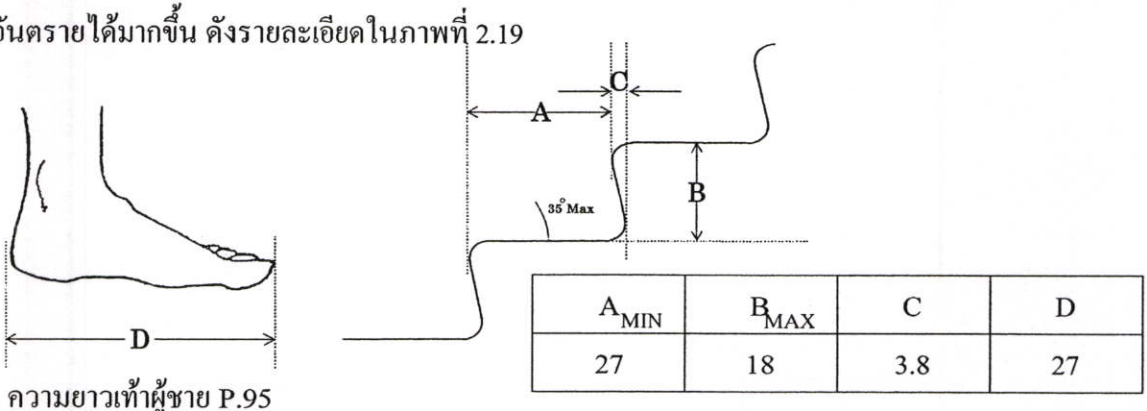 อันตรายได้มากขึ้น ดังรายละเอียดในภาพที่ 2.19
C
A
B
35° Max
D
A MIN B MAX C D
27 18 3.8 27
ความยาวเท้าผู้ชาย P.95